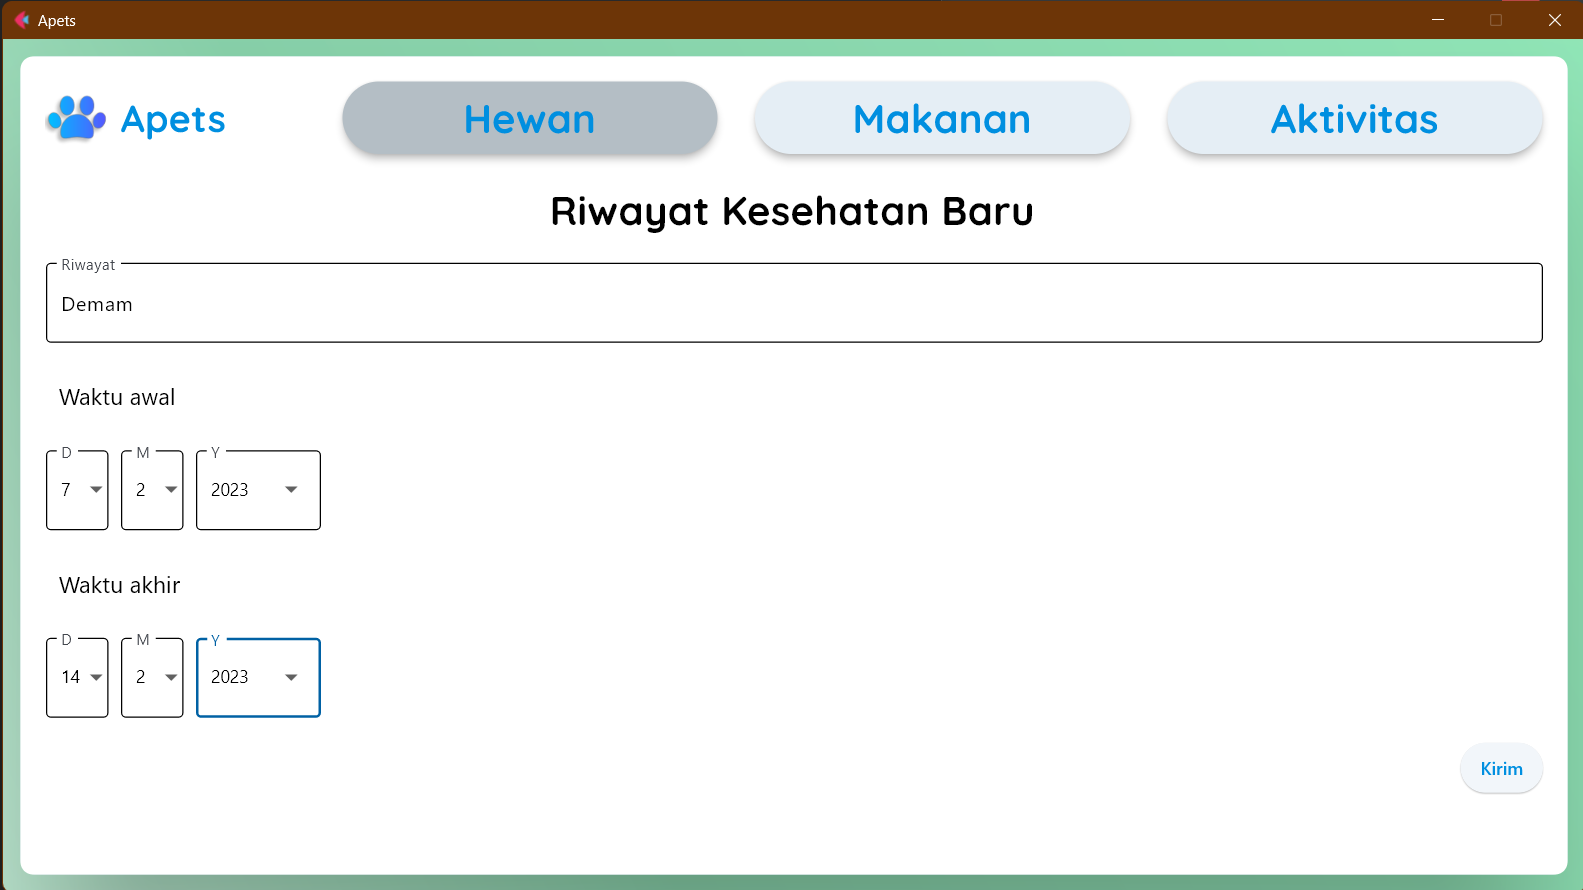 Apets
Apets
Hewan
Makanan
Aktivitas
Riwayat Kesehatan Baru
Riwayat
Demam
Waktu awal
D M Y
7 2 2023
Waktu akhir
D M Y
14 2 2023
Kirim